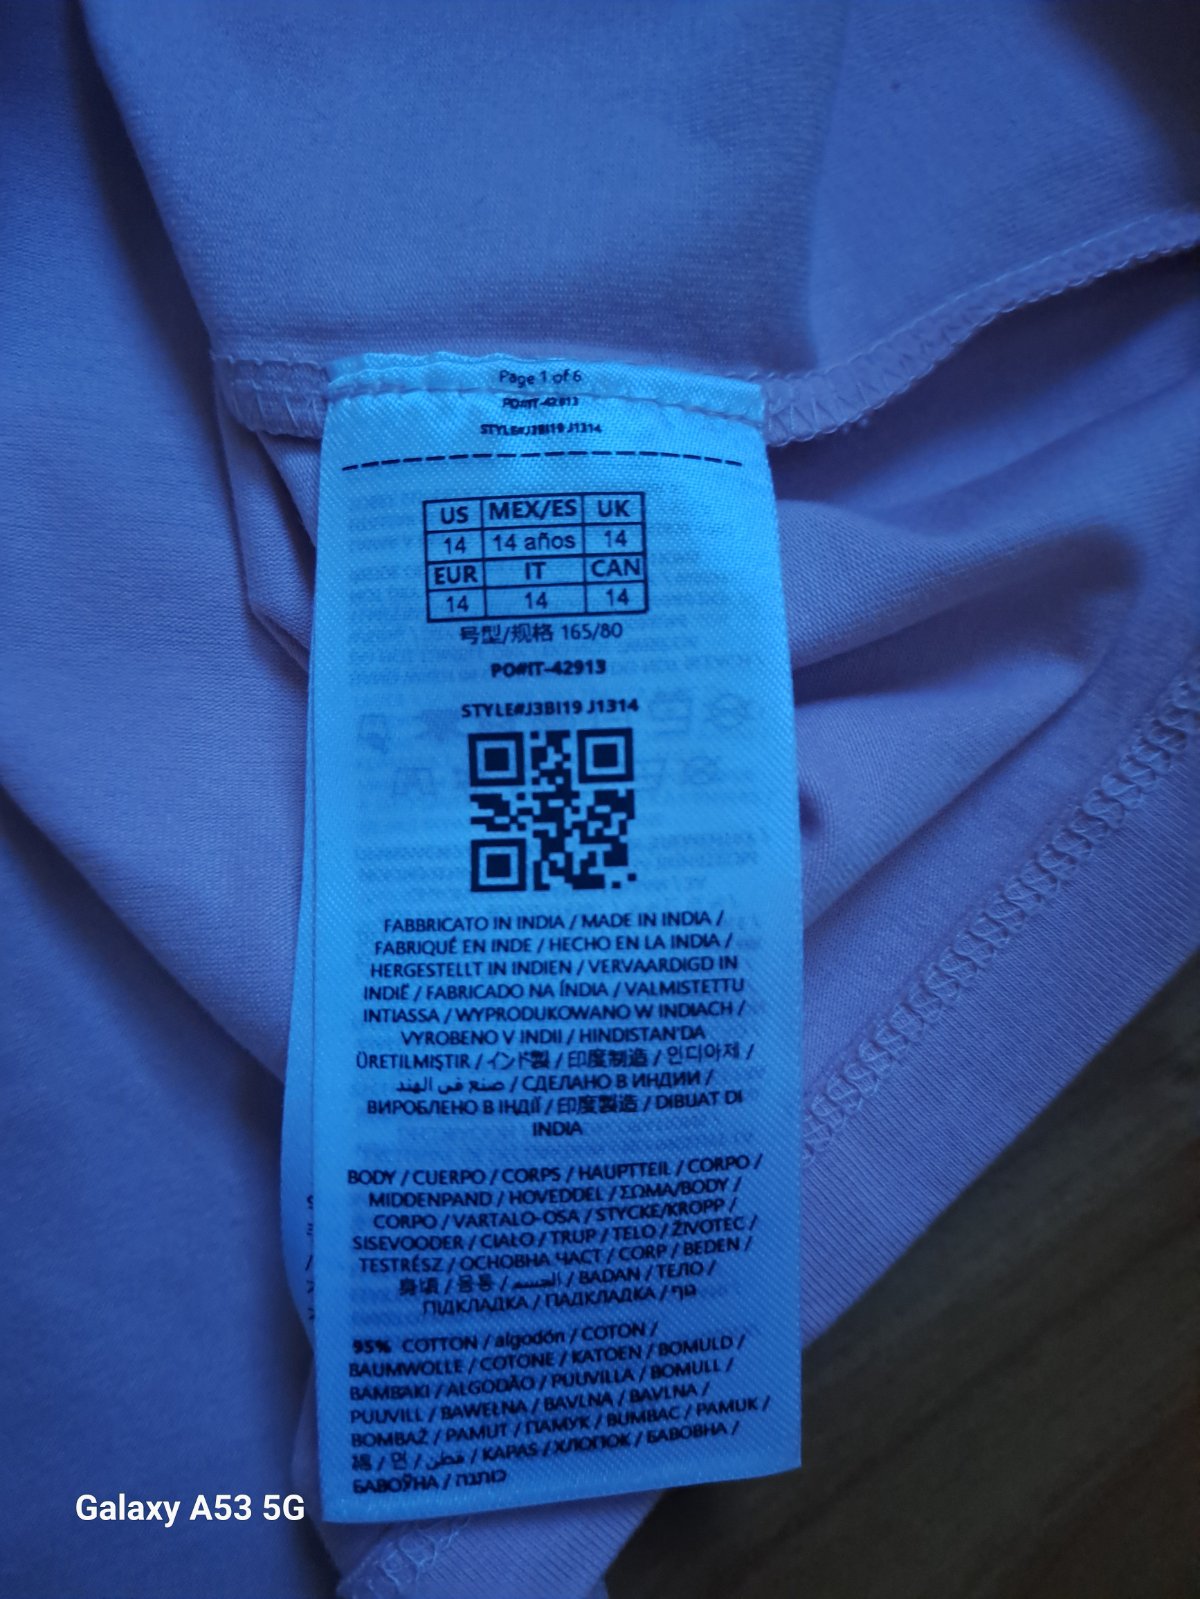 Page 1 of 6
PO#IT-42913
STYLE#J3BI19 J1314
US MEX/ES UK
14 14 años 14
EUR IT CAN
14 14 14
号型/规格 165/80
PO#IT-42913
STYLE#J3BI19 J1314
FABBRICATO IN INDIA / MADE IN INDIA /
FABRIQUÉ EN INDE / HECHO EN LA INDIA /
HERGESTELLT IN INDIEN / VERVAARDIGD IN
INDIË / FABRICADO NA ÍNDIA / VALMISTETTU
INTIASSA / WYPRODUKOWANO W INDIACH /
VYROBENO V INDII / HINDISTAN'DA
ÜRETILMIŞTIR / インド製 / 印度制造 / 인디아제 /
صنع في الهند / СДЕЛАНО В ИНДИИ /
ВИРОБЛЕНО В ІНДІЇ / 印度製造 / DIBUAT DI
INDIA
BODY / CUERPO / CORPS / HAUPTTEIL / CORPO /
MIDDENPAND / HOVEDDEL / ΣΩΜΑ/BODY /
CORPO / VARTALO-OSA / STYCKE/KROPP /
SISEVOODER / CIAŁO / TRUP / TELO / ŽIVOTEC /
TESTRÉSZ / ОСНОВНА ЧАСТ / CORP / BEDEN /
身頃 / 몸통 / الجسم / BADAN / ТЕЛО /
ПІДКЛАДКА / ПАДКЛАДКА / גוף
95% COTTON / algodón / COTON /
BAUMWOLLE / COTONE / KATOEN / BOMULD /
BAMBAKI / ALGODÃO / PUUVILLA / BOMULL /
PUUVILL / BAWEŁNA / BAVLNA / BAVLNA /
BOMBAŽ / PAMUT / ПАМУК / BUMBAC / PAMUK /
綿 / 면 / قطن / KAPAS / ХЛОПОК / БАВОВНА /
БАВОЎНА / כותנה
Galaxy A53 5G